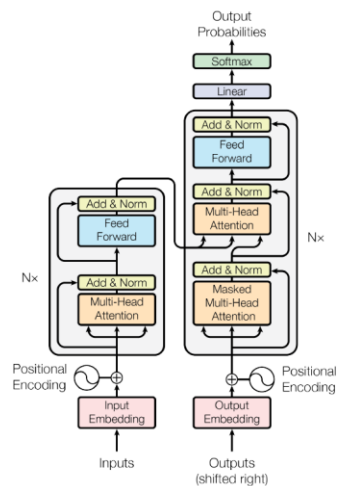 Output
Probabilities
Softmax
Linear
Add & Norm
Feed
Forward
Add & Norm
Multi-Head
Attention
Add & Norm
Masked
Multi-Head
Attention
Nx
Positional
Encoding
Output
Embedding
Outputs
(shifted right)
Add & Norm
Feed
Forward
Add & Norm
Multi-Head
Attention
Nx
Positional
Encoding
Input
Embedding
Inputs